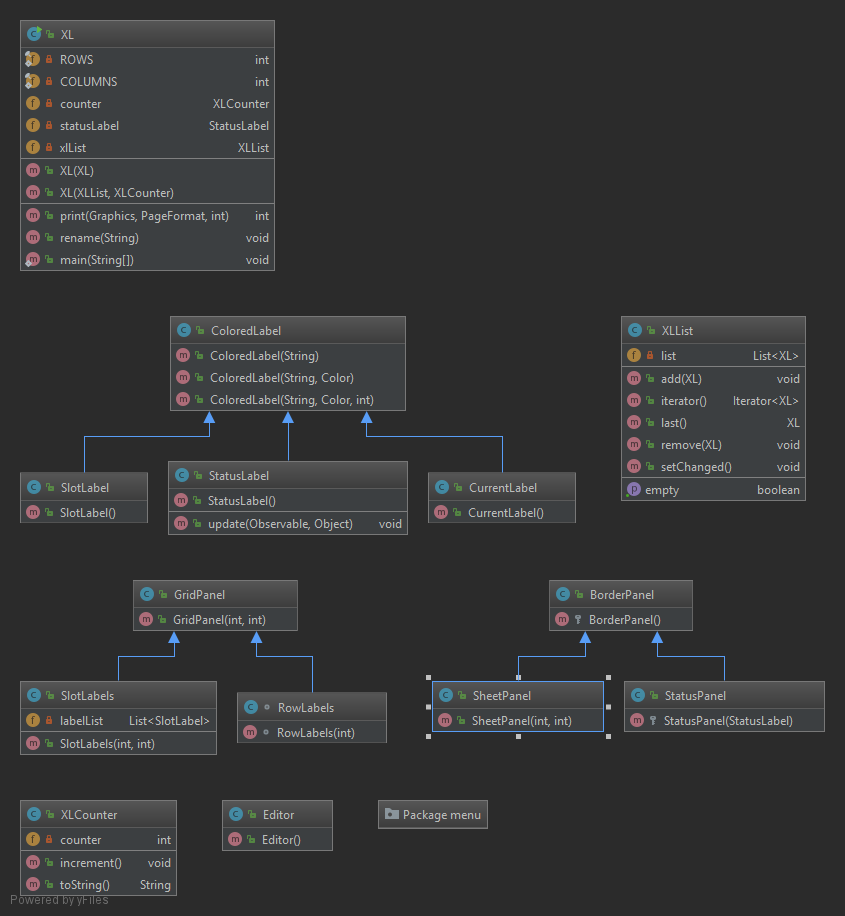 XL
ROWS int
COLUMNS int
counter XLCounter
statusLabel StatusLabel
xlList XLList
XL(XL)
XL(XLList, XLCounter)
print(Graphics, PageFormat, int) int
rename(String) void
main(String[]) void
ColoredLabel
ColoredLabel(String)
ColoredLabel(String, Color)
ColoredLabel(String, Color, int)
XLList
list List<XL>
add(XL) void
iterator() Iterator<XL>
last() XL
remove(XL) void
setChanged() void
empty boolean
SlotLabel
SlotLabel()
StatusLabel
StatusLabel()
update(Observable, Object) void
CurrentLabel
CurrentLabel()
GridPanel
GridPanel(int, int)
BorderPanel
BorderPanel()
SlotLabels
labelList List<SlotLabel>
SlotLabels(int, int)
RowLabels
RowLabels(int)
SheetPanel
SheetPanel(int, int)
StatusPanel
StatusPanel(StatusLabel)
XLCounter
counter int
increment() void
toString() String
Editor
Editor()
Package menu
Powered by yFiles